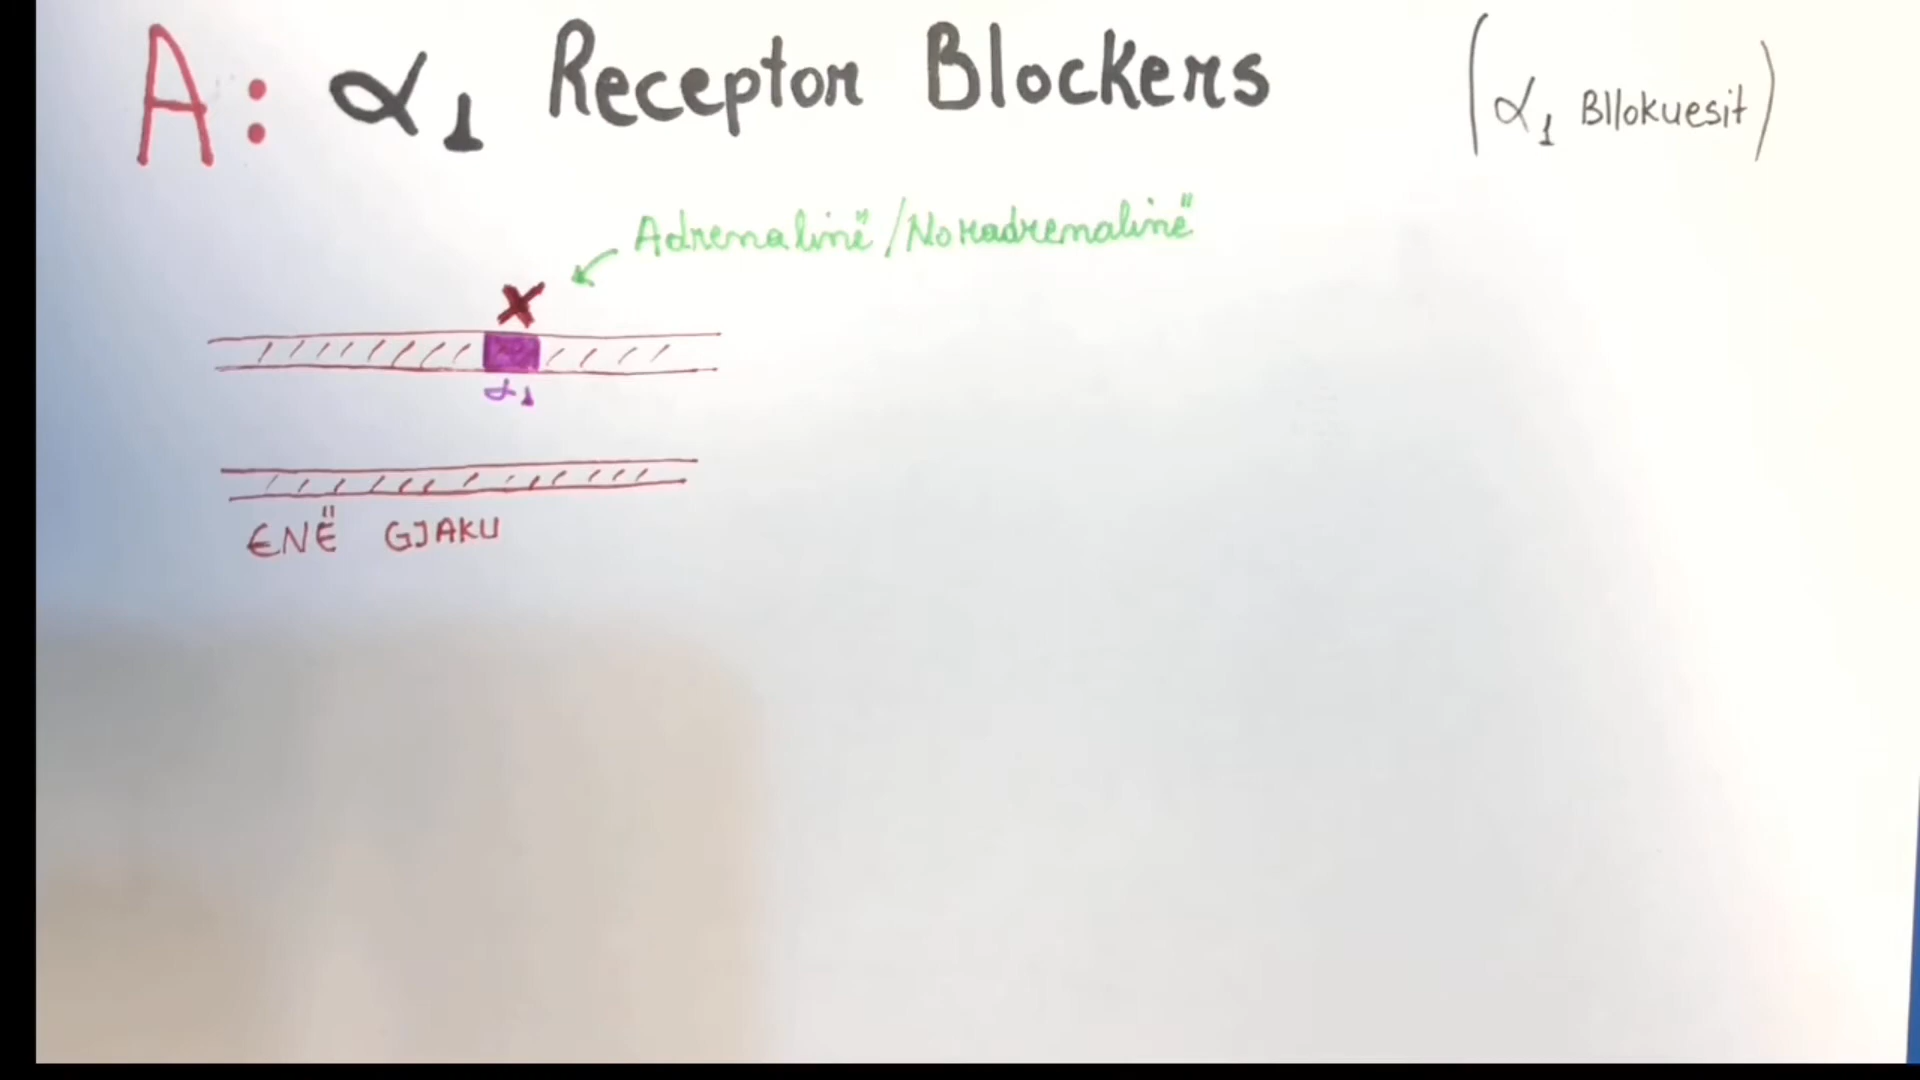 A: α₁ Receptor Blockers (α₁ Bllokuesit)
Adrenalinë/Noradrenalinë
X
α₁
ENË GJAKU